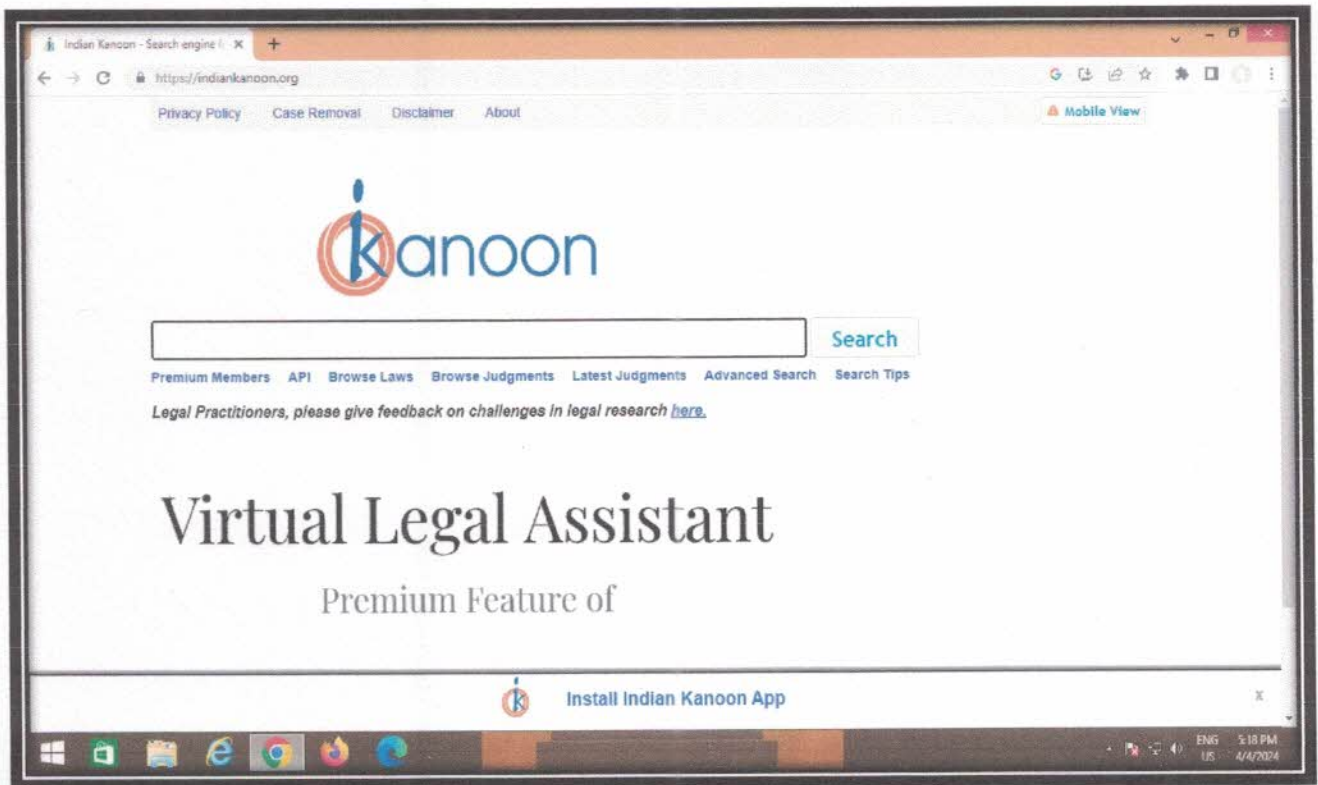 Indian Kanoon - Search engine f
https://indiankanoon.org
Privacy Policy Case Removal Disclaimer About
Mobile View
ikanoon
Search
Premium Members API Browse Laws Browse Judgments Latest Judgments Advanced Search Search Tips
Legal Practitioners, please give feedback on challenges in legal research here.
Virtual Legal Assistant
Premium Feature of
Install Indian Kanoon App
X
ENG 5:18 PM
US 4/4/2024